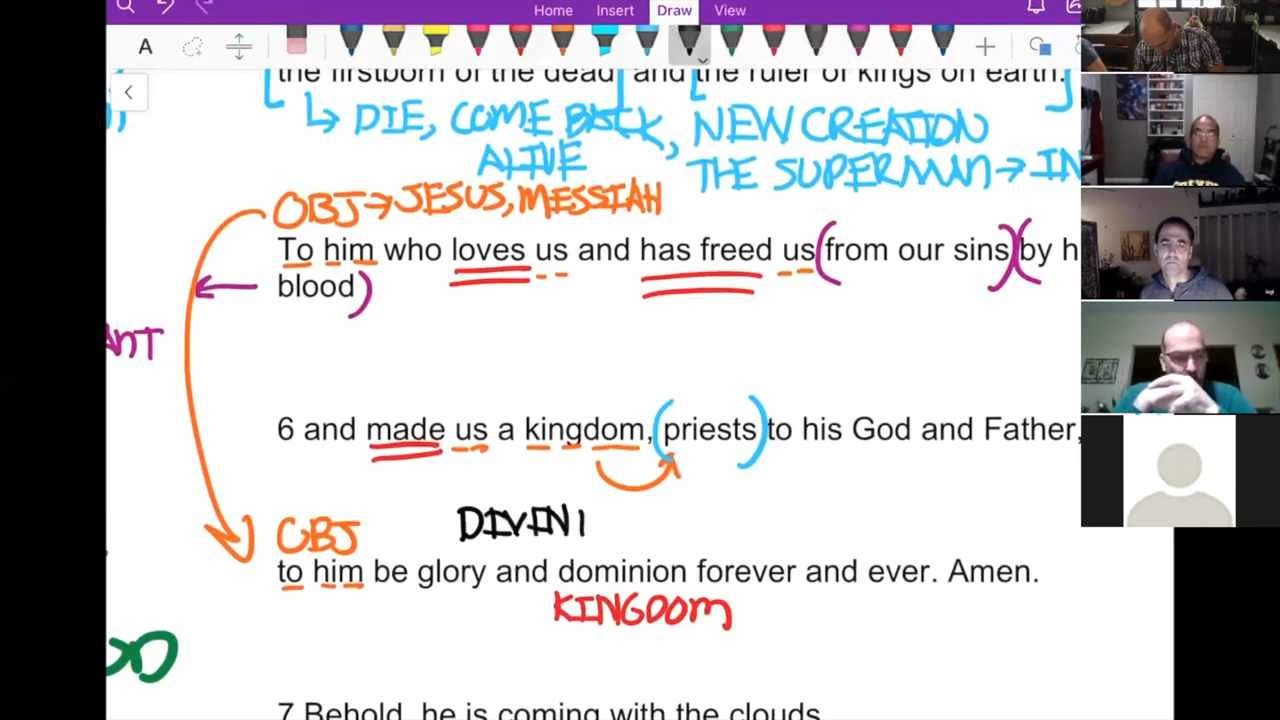 Home Insert Draw View
A
the firstborn of the dead and the ruler of kings on earth.
DIE, COME BACK, NEW CREATION
ALIVE THE SUPERMAN → IN
OBJ → JESUS, MESSIAH
To him who loves us and has freed us (from our sins) (by h
blood)
ANT
6 and made us a kingdom, (priests) to his God and Father,
OBJ DIVINI
to him be glory and dominion forever and ever. Amen.
KINGDOM
OD
7 Behold, he is coming with the clouds